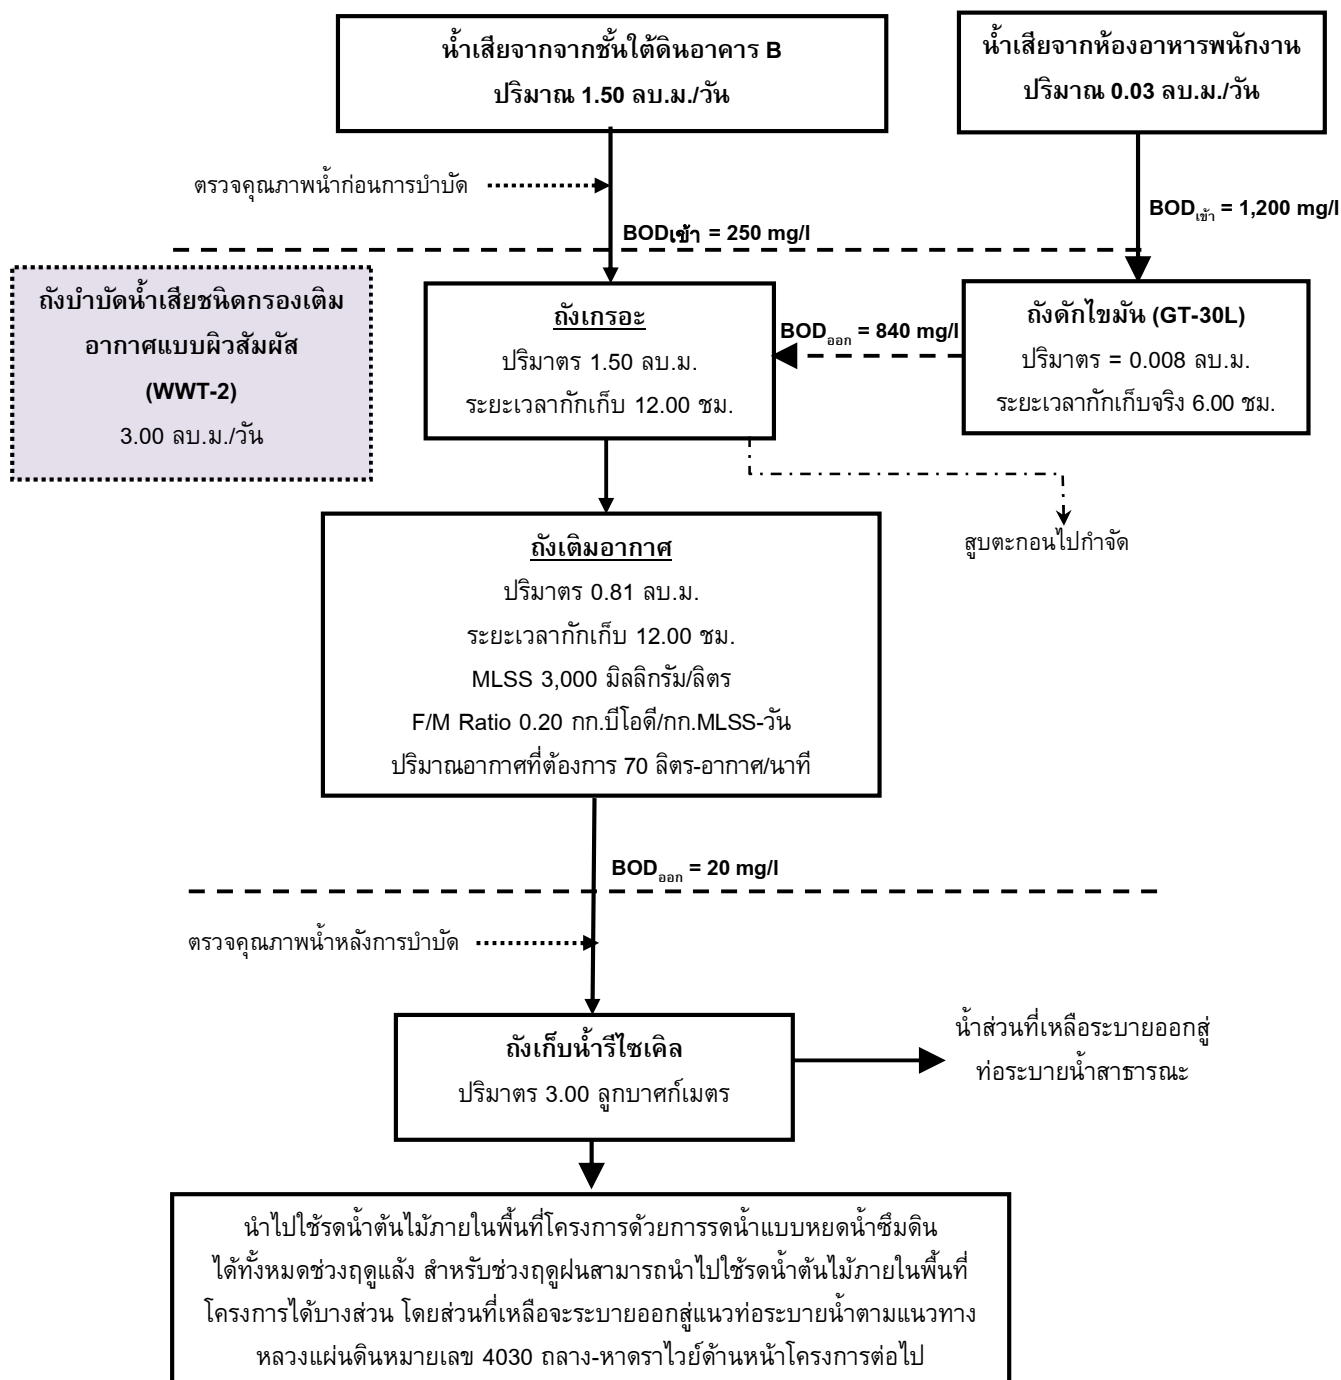 น้ำเสียจากจากชั้นใต้ดินอาคาร B
ปริมาณ 1.50 ลบ.ม./วัน
น้ำเสียจากห้องอาหารพนักงาน
ปริมาณ 0.03 ลบ.ม./วัน
ตรวจคุณภาพน้ำก่อนการบำบัด
BODเข้า = 250 mg/l
BODเข้า = 1,200 mg/l
ถังบำบัดน้ำเสียชนิดกรองเติม
อากาศแบบผิวสัมผัส
(WWT-2)
3.00 ลบ.ม./วัน
ถังเกรอะ
ปริมาตร 1.50 ลบ.ม.
ระยะเวลากักเก็บ 12.00 ชม.
BODออก = 840 mg/l
ถังดักไขมัน (GT-30L)
ปริมาตร = 0.008 ลบ.ม.
ระยะเวลากักเก็บจริง 6.00 ชม.
สูบตะกอนไปกำจัด
ถังเติมอากาศ
ปริมาตร 0.81 ลบ.ม.
ระยะเวลากักเก็บ 12.00 ชม.
MLSS 3,000 มิลลิกรัม/ลิตร
F/M Ratio 0.20 กก.บีโอดี/กก.MLSS-วัน
ปริมาณอากาศที่ต้องการ 70 ลิตร-อากาศ/นาที
BODออก = 20 mg/l
ตรวจคุณภาพน้ำหลังการบำบัด
ถังเก็บน้ำรีไซเคิล
ปริมาตร 3.00 ลูกบาศก์เมตร
น้ำส่วนที่เหลือระบายออกสู่
ท่อระบายน้ำสาธารณะ
นำไปใช้รดน้ำต้นไม้ภายในพื้นที่โครงการด้วยการรดน้ำแบบหยดน้ำซึมดิน
ได้ทั้งหมดช่วงฤดูแล้ง สำหรับช่วงฤดูฝนสามารถนำไปใช้รดน้ำต้นไม้ภายในพื้นที่
โครงการได้บางส่วน โดยส่วนที่เหลือจะระบายออกสู่แนวท่อระบายน้ำตามแนวทาง
หลวงแผ่นดินหมายเลข 4030 ถลาง-หาดราไวย์ด้านหน้าโครงการต่อไป